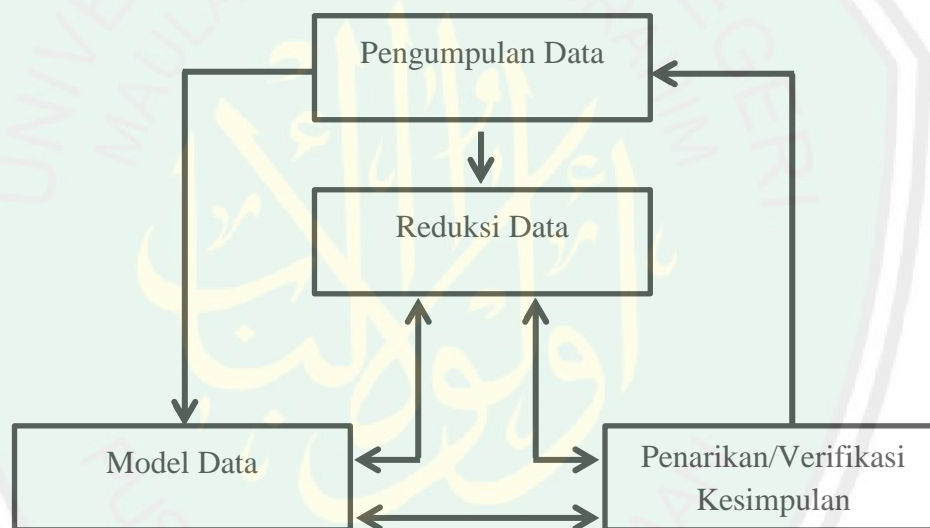 Pengumpulan Data
Reduksi Data
Model Data
Penarikan/Verifikasi
Kesimpulan